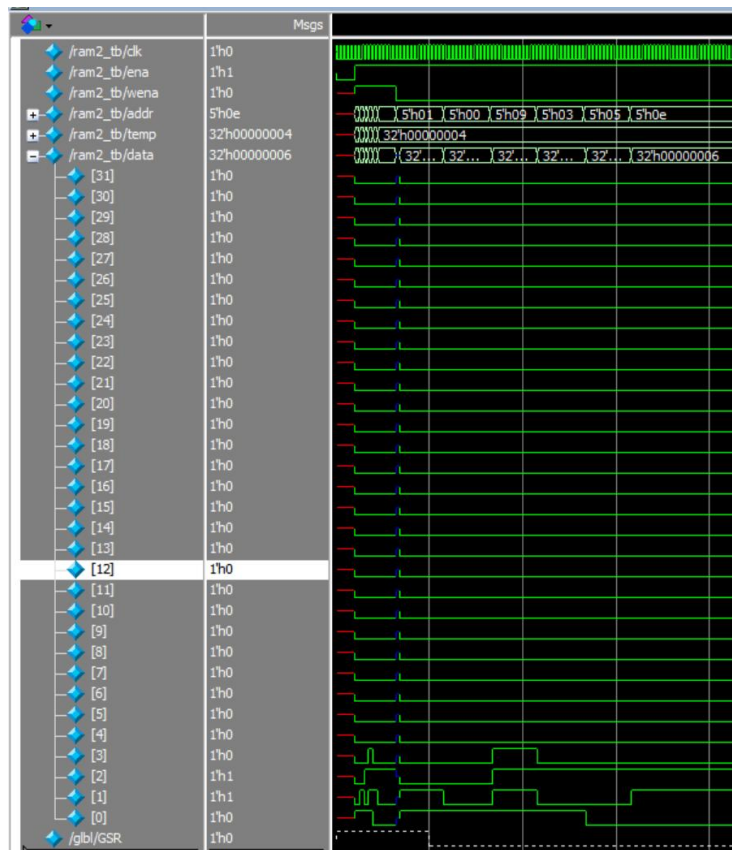 Msgs
/ram2_tb/clk 1'h0
/ram2_tb/ena 1'h1
/ram2_tb/wena 1'h0
/ram2_tb/addr 5'h0e 5'h01 5'h00 5'h09 5'h03 5'h05 5'h0e
/ram2_tb/temp 32'h00000004 32'h00000004
/ram2_tb/data 32'h00000006 32'... 32'... 32'... 32'... 32'... 32'h00000006
[31] 1'h0
[30] 1'h0
[29] 1'h0
[28] 1'h0
[27] 1'h0
[26] 1'h0
[25] 1'h0
[24] 1'h0
[23] 1'h0
[22] 1'h0
[21] 1'h0
[20] 1'h0
[19] 1'h0
[18] 1'h0
[17] 1'h0
[16] 1'h0
[15] 1'h0
[14] 1'h0
[13] 1'h0
[12] 1'h0
[11] 1'h0
[10] 1'h0
[9] 1'h0
[8] 1'h0
[7] 1'h0
[6] 1'h0
[5] 1'h0
[4] 1'h0
[3] 1'h0
[2] 1'h1
[1] 1'h1
[0] 1'h0
/glbl/GSR 1'h0